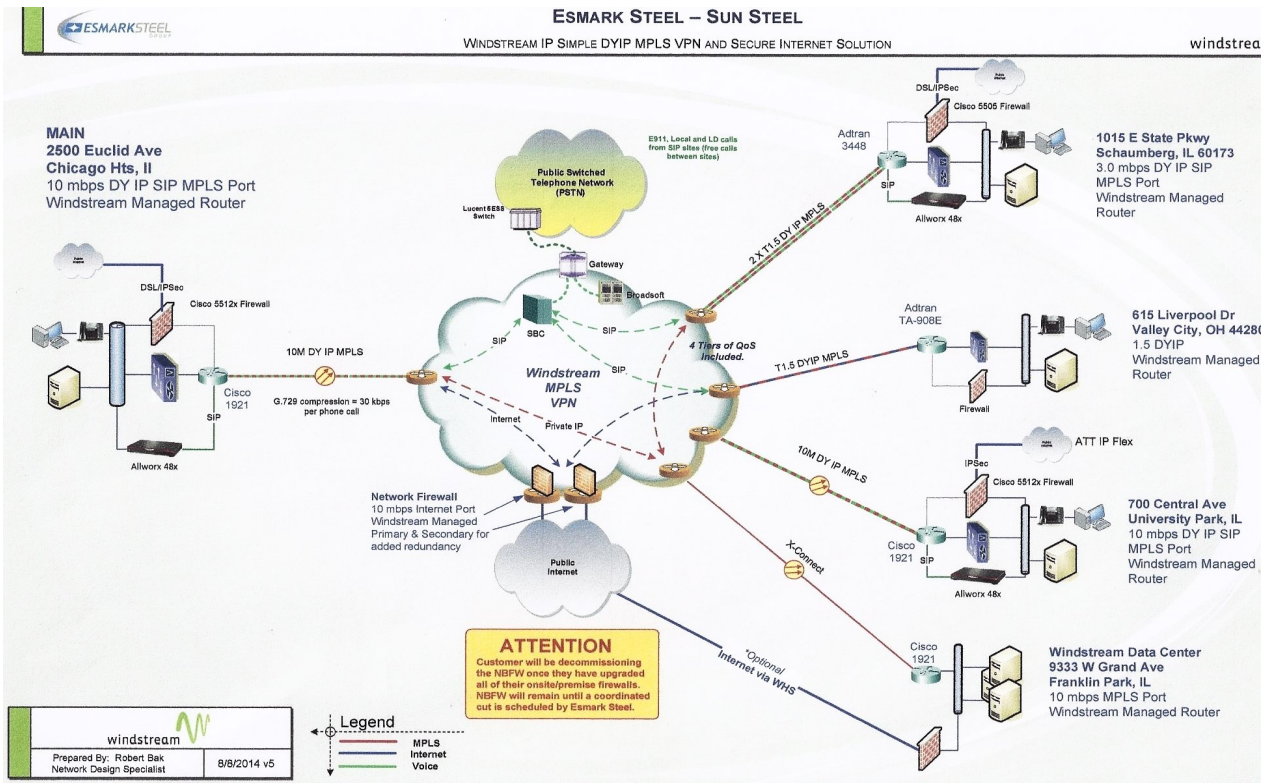 ESMARKSTEEL
GROUP
ESMARK STEEL – SUN STEEL
WINDSTREAM IP SIMPLE DYIP MPLS VPN AND SECURE INTERNET SOLUTION
windstrea
MAIN
2500 Euclid Ave
Chicago Hts, Il
10 mbps DY IP SIP MPLS Port
Windstream Managed Router
Public
DSL/IPSec
Cisco 5512x Firewall
Cisco
1921
SIP
Allworx 48x
10M DY IP MPLS
G.729 compression = 30 kbps
per phone call
Public Switched
Telephone Network
(PSTN)
Lucent 5ESS
Switch
E911, Local and LD calls
from SIP sites (free calls
between sites)
Gateway
Broadsoft
SBC
SIP
SIP
SIP
4 Tiers of QoS
Included.
Windstream
MPLS
VPN
Internet
Private IP
Network Firewall
10 mbps Internet Port
Windstream Managed
Primary & Secondary for
added redundancy
Public
Internet
2 X T1.5 DY IP MPLS
Public
Internet
DSL/IPSec
Cisco 5505 Firewall
Adtran
3448
SIP
Allworx 48x
1015 E State Pkwy
Schaumberg, IL 60173
3.0 mbps DY IP SIP
MPLS Port
Windstream Managed
Router
T1.5 DYIP MPLS
Adtran
TA-908E
Firewall
615 Liverpool Dr
Valley City, OH 44280
1.5 DYIP
Windstream Managed
Router
10M DY IP MPLS
ATT IP Flex
IPSec
Cisco 5512x Firewall
Cisco
1921
SIP
Allworx 48x
700 Central Ave
University Park, IL
10 mbps DY IP SIP
MPLS Port
Windstream Managed
Router
X-Connect
*Optional
Internet via WHS
Cisco
1921
Windstream Data Center
9333 W Grand Ave
Franklin Park, IL
10 mbps MPLS Port
Windstream Managed Router
ATTENTION
Customer will be decommissioning
the NBFW once they have upgraded
all of their onsite/premise firewalls.
NBFW will remain until a coordinated
cut is scheduled by Esmark Steel.
windstream
Prepared By: Robert Bak
Network Design Specialist
8/8/2014 v5
Legend
MPLS
Internet
Voice